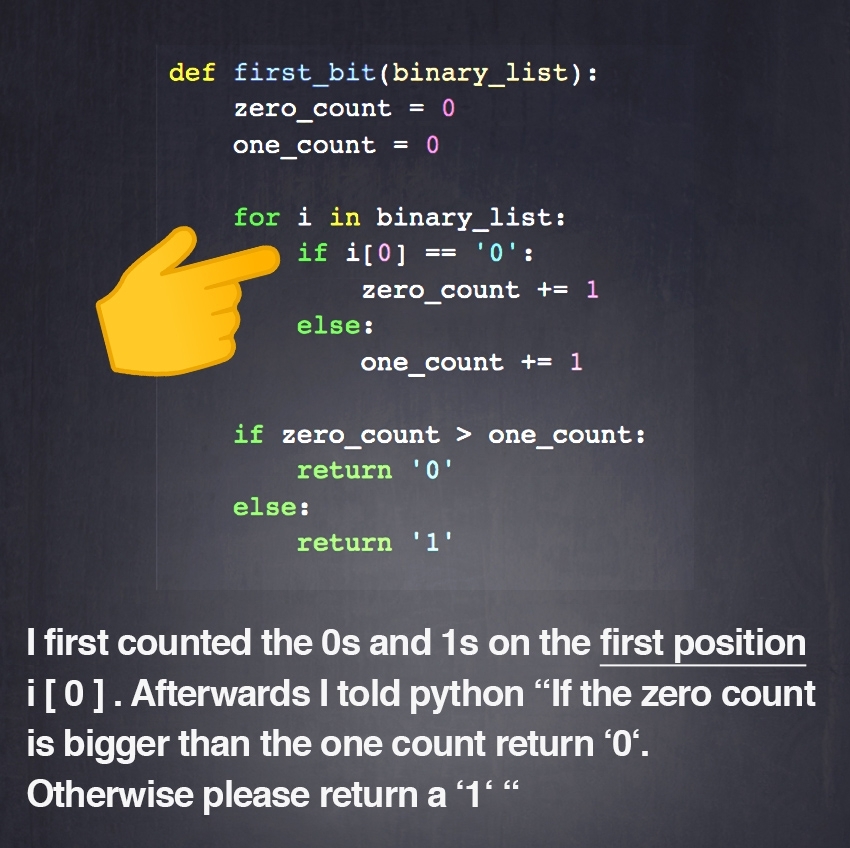 def first_bit(binary_list):
    zero_count = 0
    one_count = 0

    for i in binary_list:
        if i[0] == '0':
            zero_count += 1
        else:
            one_count += 1

    if zero_count > one_count:
        return '0'
    else:
        return '1'

I first counted the 0s and 1s on the first position
i [ 0 ] . Afterwards I told python “If the zero count
is bigger than the one count return ‘0‘.
Otherwise please return a ‘1‘ “